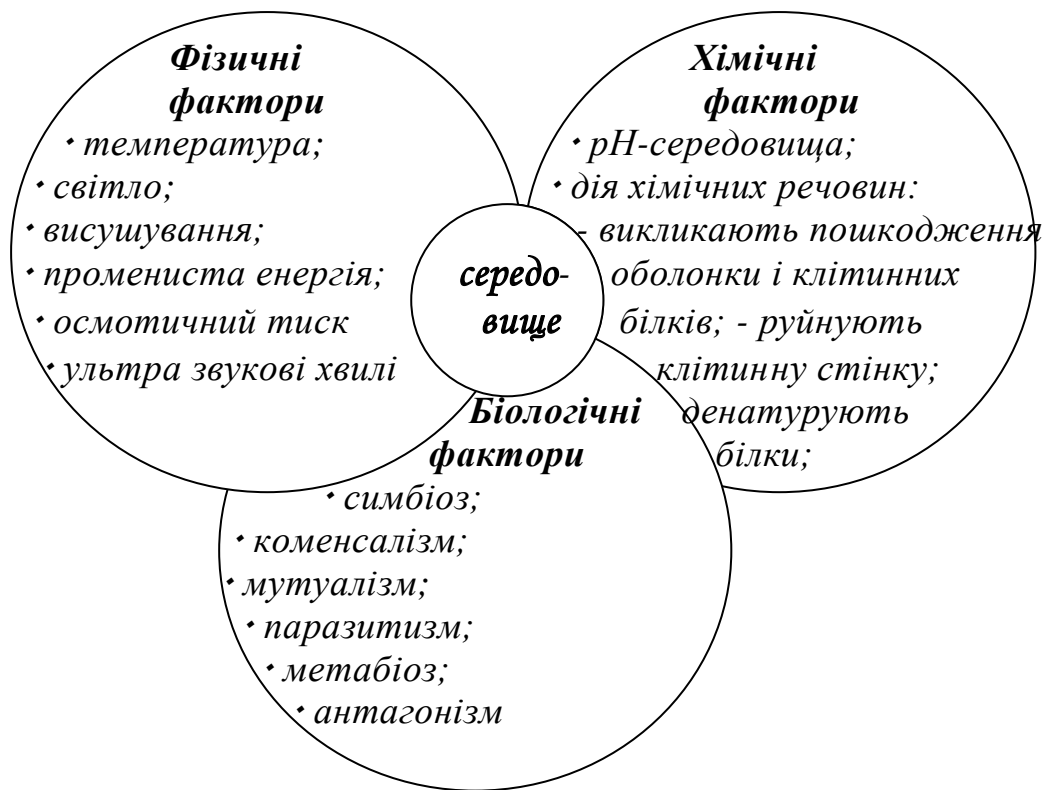 Фізичні
фактори
· температура;
· світло;
· висушування;
· промениста енергія;
· осмотичний тиск
· ультра звукові хвилі
Хімічні
фактори
· рН-середовища;
· дія хімічних речовин:
- викликають пошкодження
оболонки і клітинних
білків; - руйнують
клітинну стінку;
денатурують
білки;
середо-
вище
Біологічні
фактори
· симбіоз;
· коменсалізм;
· мутуалізм;
· паразитизм;
· метабіоз;
· антагонізм